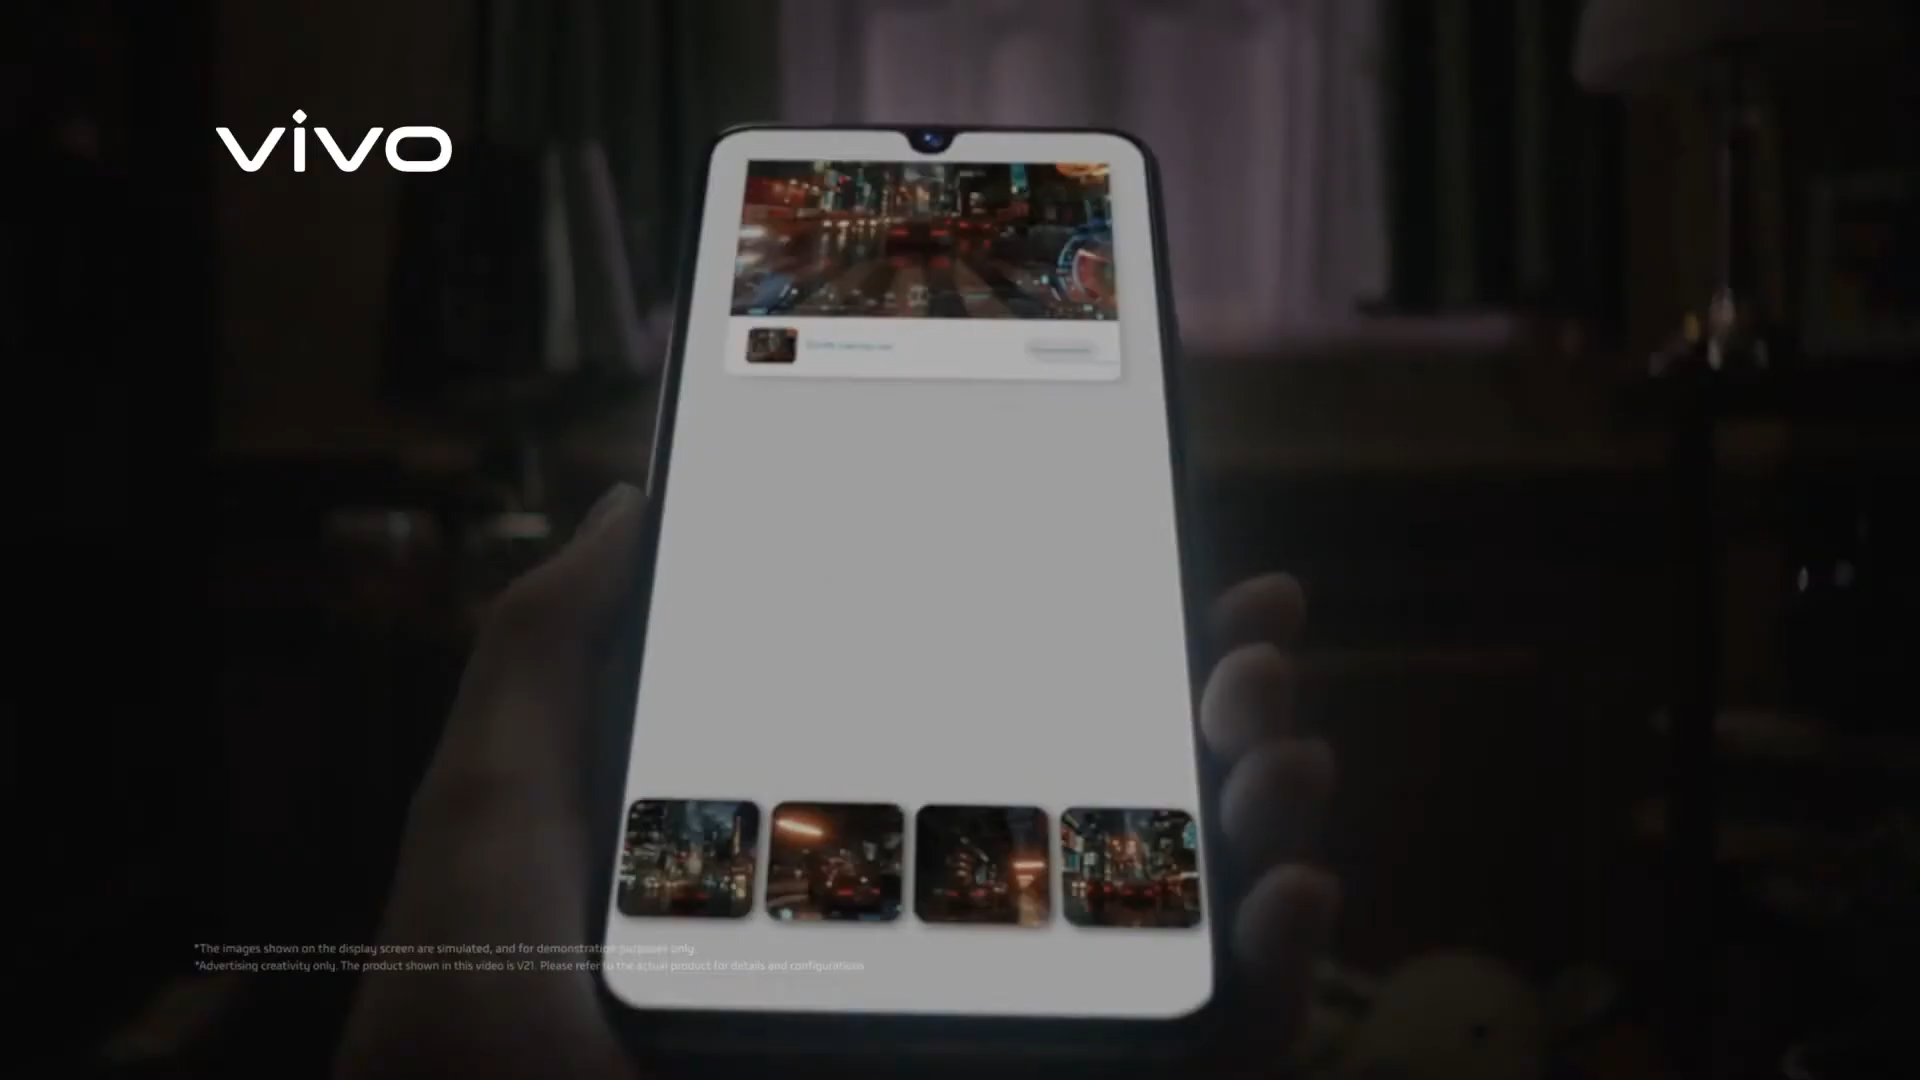 vivo
*The images shown on the display screen are simulated, and for demonstration purposes only.
*Advertising creativity only. The product shown in this video is V21. Please refer to the actual product for details and configurations